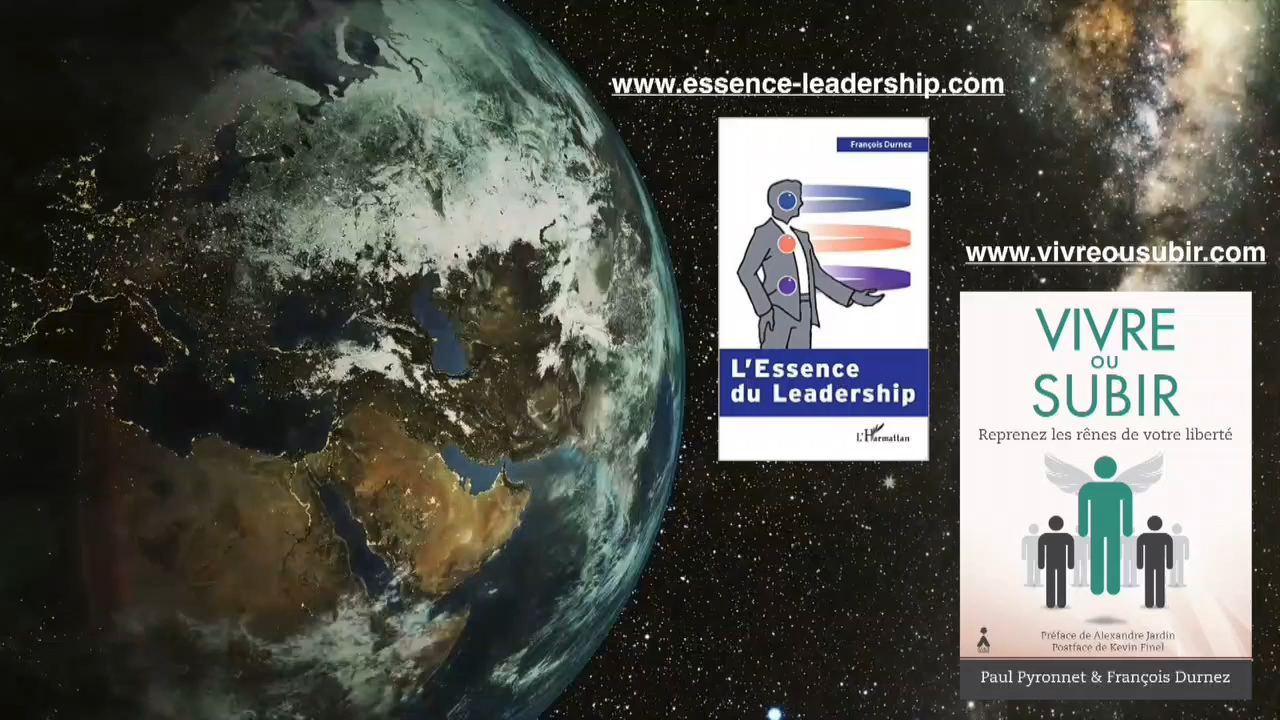 www.essence-leadership.com
François Durnez
L'Essence
du Leadership
L'Harmattan
www.vivreousubir.com
VIVRE
OU
SUBIR
Reprenez les rênes de votre liberté
Préface de Alexandre Jardin
Postface de Kevin Finel
Paul Pyronnet & François Durnez